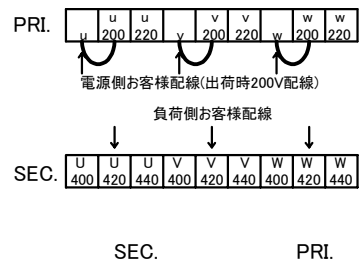 PRI. u u v v w w
u 200 220 v 200 220 w 200 220
電源側お客様配線(出荷時200V配線)
負荷側お客様配線
SEC. U U U V V V W W W
400 420 440 400 420 440 400 420 440
SEC. PRI.